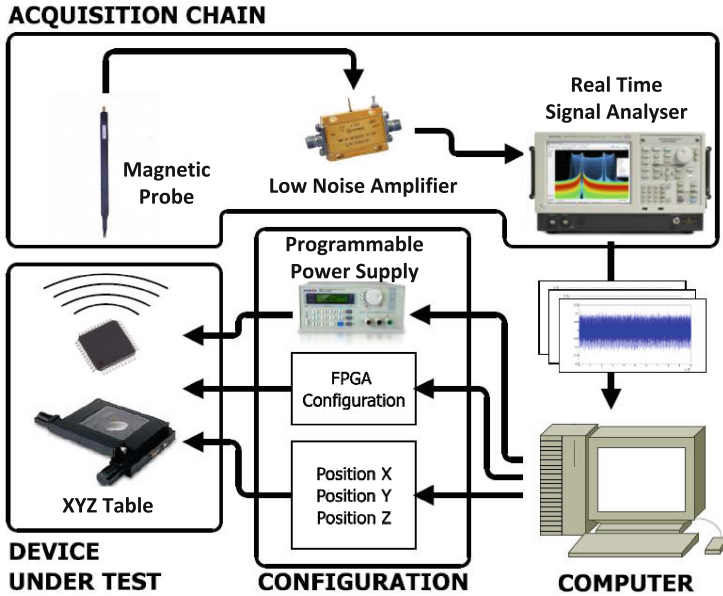 ACQUISITION CHAIN
Real Time
Signal Analyser
Magnetic
Probe
Low Noise Amplifier
Programmable
Power Supply
FPGA
Configuration
Position X
Position Y
Position Z
XYZ Table
DEVICE
UNDER TEST
CONFIGURATION
COMPUTER